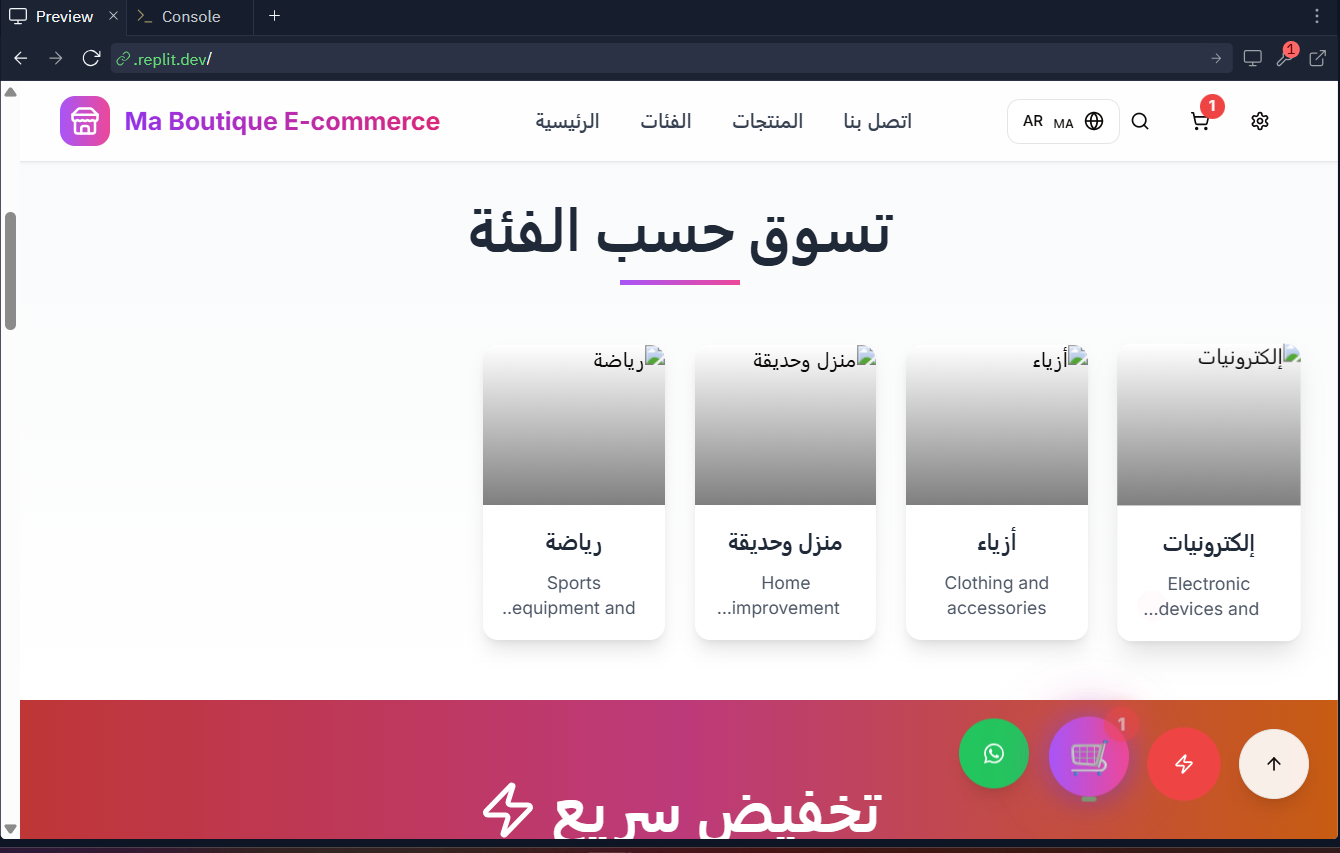 Preview
Console
.replit.dev/
1
Ma Boutique E-commerce
الرئيسية
الفئات
المنتجات
اتصل بنا
AR MA
1
تسوق حسب الفئة
إلكترونيات
أزياء
منزل وحديقة
رياضة
إلكترونيات
Electronic
...devices and
أزياء
Clothing and
accessories
منزل وحديقة
Home
...improvement
رياضة
Sports
..equipment and
1
تخفيض سريع